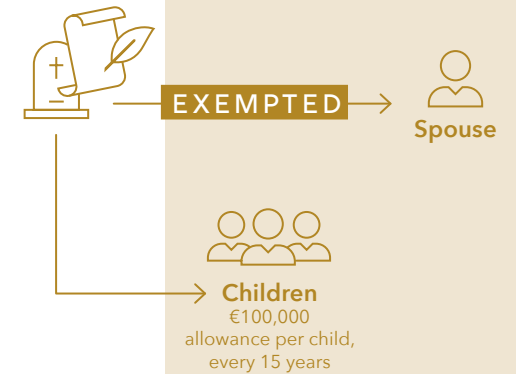 EXEMPTED
Spouse
Children
€100,000
allowance per child,
every 15 years